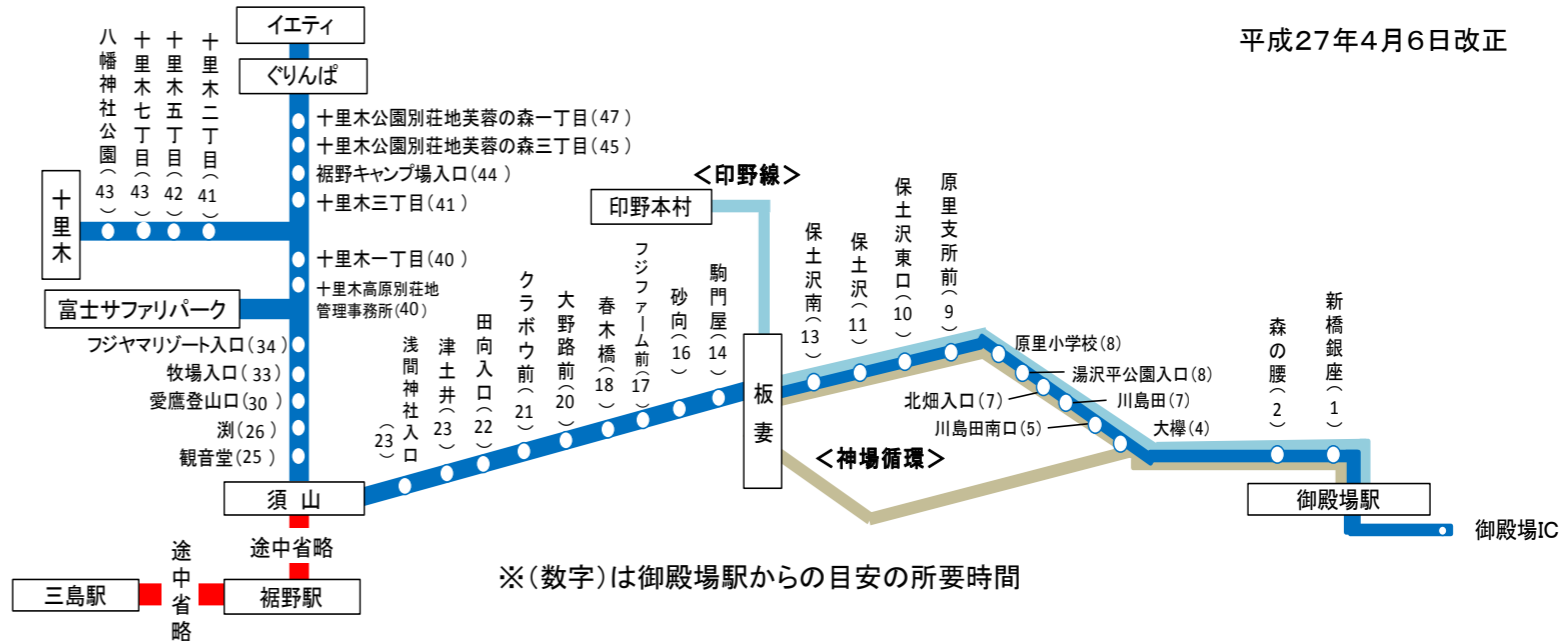 平成27年4月6日改正
イエティ
ぐりんぱ
十里木公園別荘地芙蓉の森一丁目(47)
十里木公園別荘地芙蓉の森三丁目(45)
裾野キャンプ場入口(44)
十里木三丁目(41)
八幡神社公園(43)
十里木七丁目(43)
十里木五丁目(42)
十里木二丁目(41)
十里木
十里木一丁目(40)
十里木高原別荘地
管理事務所(40)
富士サファリパーク
フジヤマリゾート入口(34)
牧場入口(33)
愛鷹登山口(30)
渕(26)
観音堂(25)
須山
途中省略
裾野駅
途中省略
三島駅
浅間神社入口(23)
津土井(23)
田向入口(22)
クラボウ前(21)
大野路前(20)
春木橋(18)
フジファーム前(17)
砂向(16)
駒門屋(14)
<印野線>
印野本村
板妻
保土沢南(13)
保土沢(11)
保土沢東口(10)
原里支所前(9)
原里小学校(8)
湯沢平公園入口(8)
北畑入口(7)
川島田(7)
川島田南口(5)
大欅(4)
<神場循環>
森の腰(2)
新橋銀座(1)
御殿場駅
御殿場IC
※(数字)は御殿場駅からの目安の所要時間